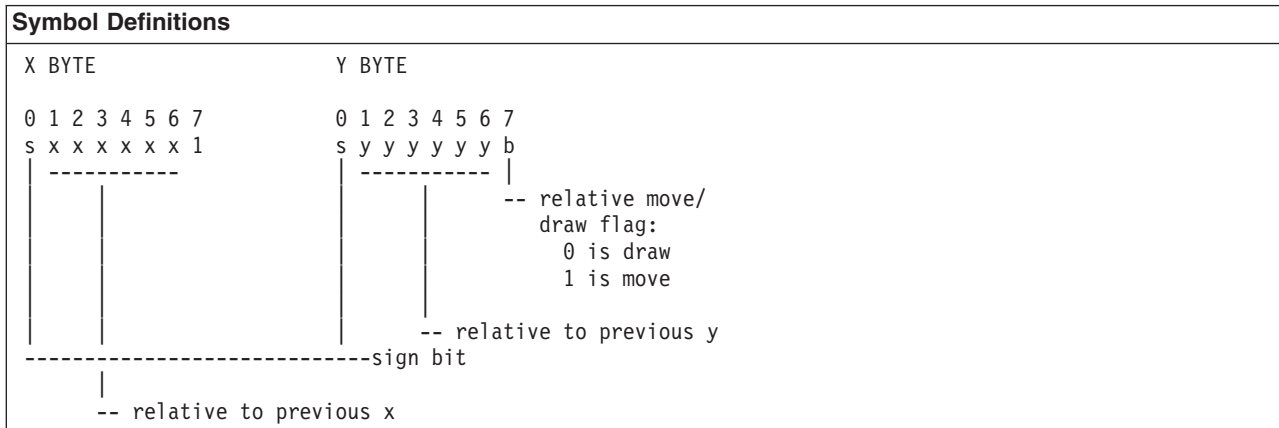 Symbol Definitions
X BYTE                    Y BYTE
0 1 2 3 4 5 6 7           0 1 2 3 4 5 6 7
s x x x x x x 1           s y y y y y y b
| -----------             | ----------- |
|     |                   |      |      -- relative move/
|     |                   |      |         draw flag:
|     |                   |      |           0 is draw
|     |                   |      |           1 is move
|     |                   |      |
|     |                   |      -- relative to previous y
-----------------------------sign bit
      |
      -- relative to previous x